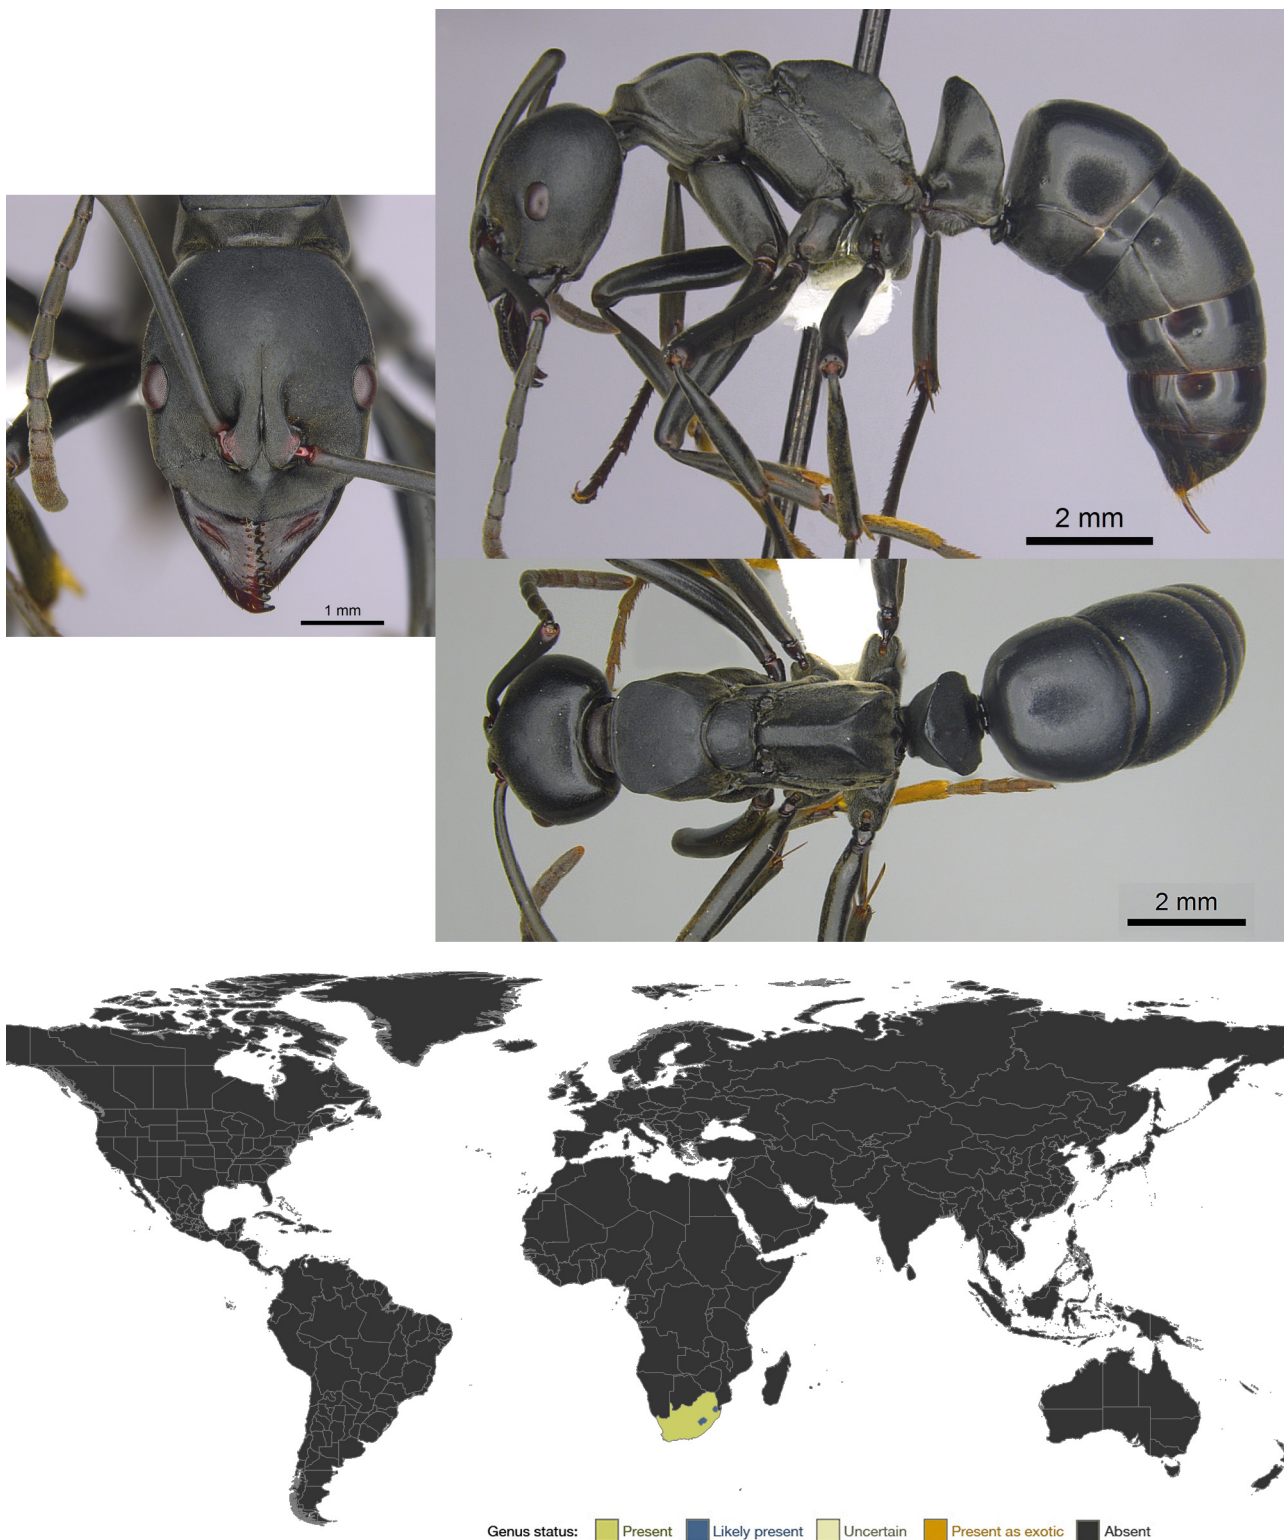 2 mm
1 mm
2 mm
Genus status: Present Likely present Uncertain Present as exotic Absent